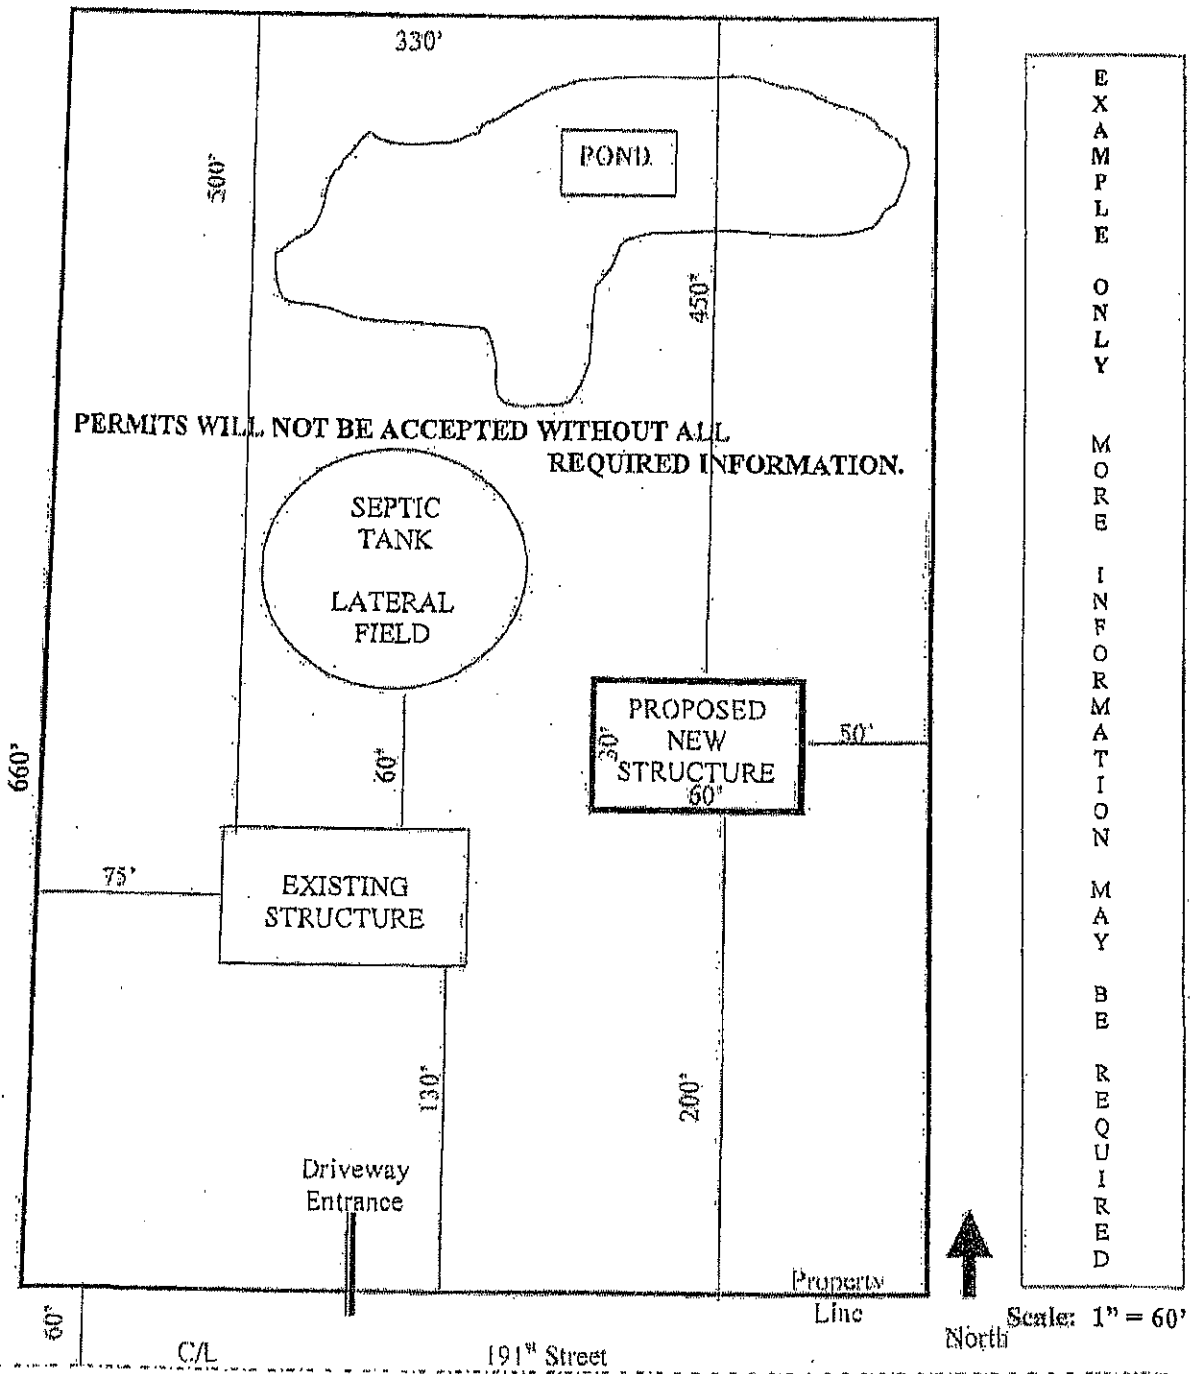 330'
POND
500'
450'
PERMITS WILL NOT BE ACCEPTED WITHOUT ALL
REQUIRED INFORMATION.
SEPTIC
TANK
LATERAL
FIELD
PROPOSED
NEW
STRUCTURE
30'
60'
50'
60'
660'
75'
EXISTING
STRUCTURE
130'
200'
Driveway
Entrance
Property
Line
60'
C/L
191st Street
North
Scale: 1" = 60'
EXAMPLE ONLY MORE INFORMATION MAY BE REQUIRED